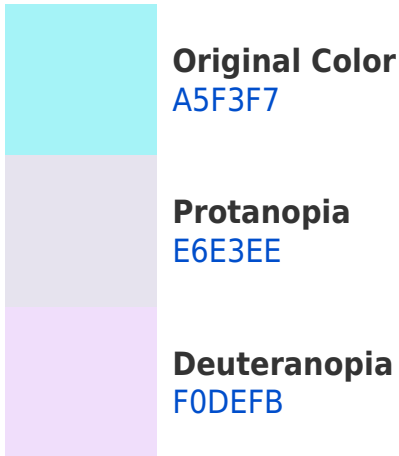 Original Color
A5F3F7
Protanopia
E6E3EE
Deuteranopia
F0DEFB